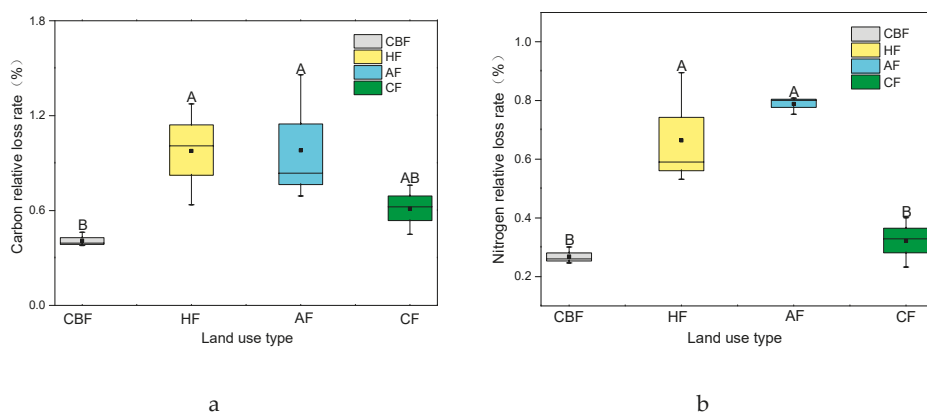 1.8
1.2
0.6
0.0
Carbon relative loss rate（%）
CBF
HF
AF
CF
B
A
A
AB
CBF
HF
AF
CF
Land use type
a
1.0
0.8
0.6
0.4
0.2
Nitrogen relative loss rate（%）
CBF
HF
AF
CF
B
A
A
B
CBF
HF
AF
CF
Land use type
b